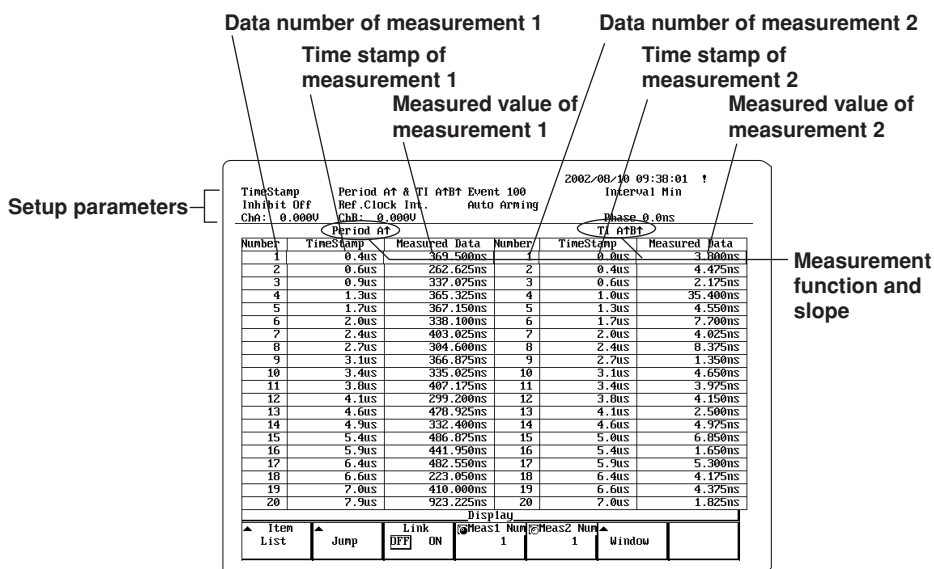 Data number of measurement 1
Data number of measurement 2
Time stamp of
measurement 1
Time stamp of
measurement 2
Measured value of
measurement 1
Measured value of
measurement 2
Setup parameters
Measurement
function and
slope
2002/08/10 09:38:01 !
TimeStamp Period A↑ & TI A↑B↑ Event 100 Interval Min
Inhibit Off Ref.Clock Int. Auto Arming
ChA: 0.000V ChB: 0.000V Phase 0.0ns
Period A↑ TI A↑B↑
Number TimeStamp Measured Data Number TimeStamp Measured Data
1 0.4us 369.500ns 1 0.0us 3.800ns
2 0.6us 262.625ns 2 0.4us 4.475ns
3 0.9us 337.075ns 3 0.6us 2.175ns
4 1.3us 365.325ns 4 1.0us 35.400ns
5 1.7us 367.150ns 5 1.3us 4.550ns
6 2.0us 338.100ns 6 1.7us 7.700ns
7 2.4us 403.025ns 7 2.0us 4.025ns
8 2.7us 304.600ns 8 2.4us 8.375ns
9 3.1us 366.875ns 9 2.7us 1.350ns
10 3.4us 335.025ns 10 3.1us 4.650ns
11 3.8us 407.175ns 11 3.4us 3.975ns
12 4.1us 299.200ns 12 3.8us 4.150ns
13 4.6us 478.925ns 13 4.1us 2.500ns
14 4.9us 332.400ns 14 4.6us 4.975ns
15 5.4us 486.875ns 15 5.0us 6.850ns
16 5.9us 441.950ns 16 5.4us 1.650ns
17 6.4us 482.550ns 17 5.9us 5.300ns
18 6.6us 223.050ns 18 6.4us 4.175ns
19 7.0us 410.000ns 19 6.6us 4.375ns
20 7.9us 923.225ns 20 7.0us 1.825ns
Display
Item Link Meas1 Num Meas2 Num
List Jump OFF ON 1 1 Window